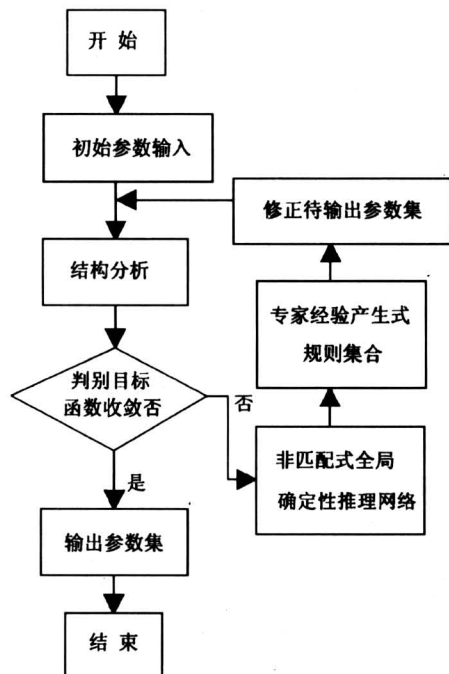 开 始
初始参数输入
修正待输出参数集
结构分析
专家经验产生式
规则集合
判别目标
函数收敛否
否
非匹配式全局
确定性推理网络
是
输出参数集
结 束